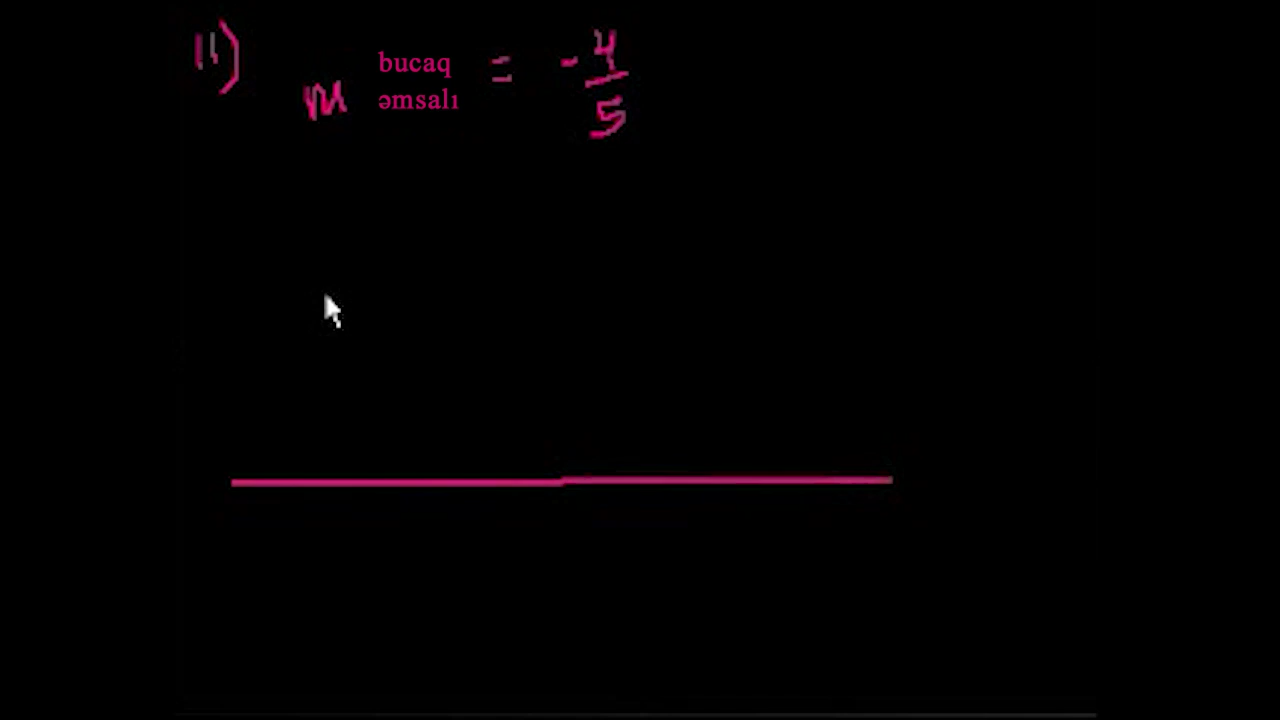 11) m bucaq əmsalı = -4/5